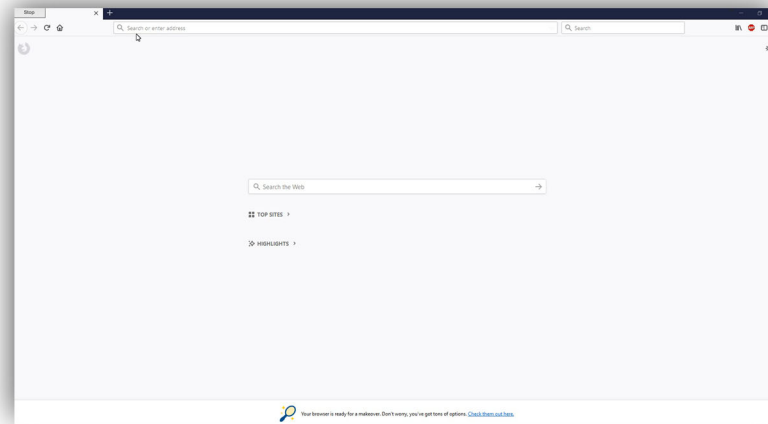 Stop
Search or enter address
Search
Search the Web
TOP SITES
HIGHLIGHTS
Your browser is ready for a makeover. Don't worry, you've got tons of options. Check them out here.